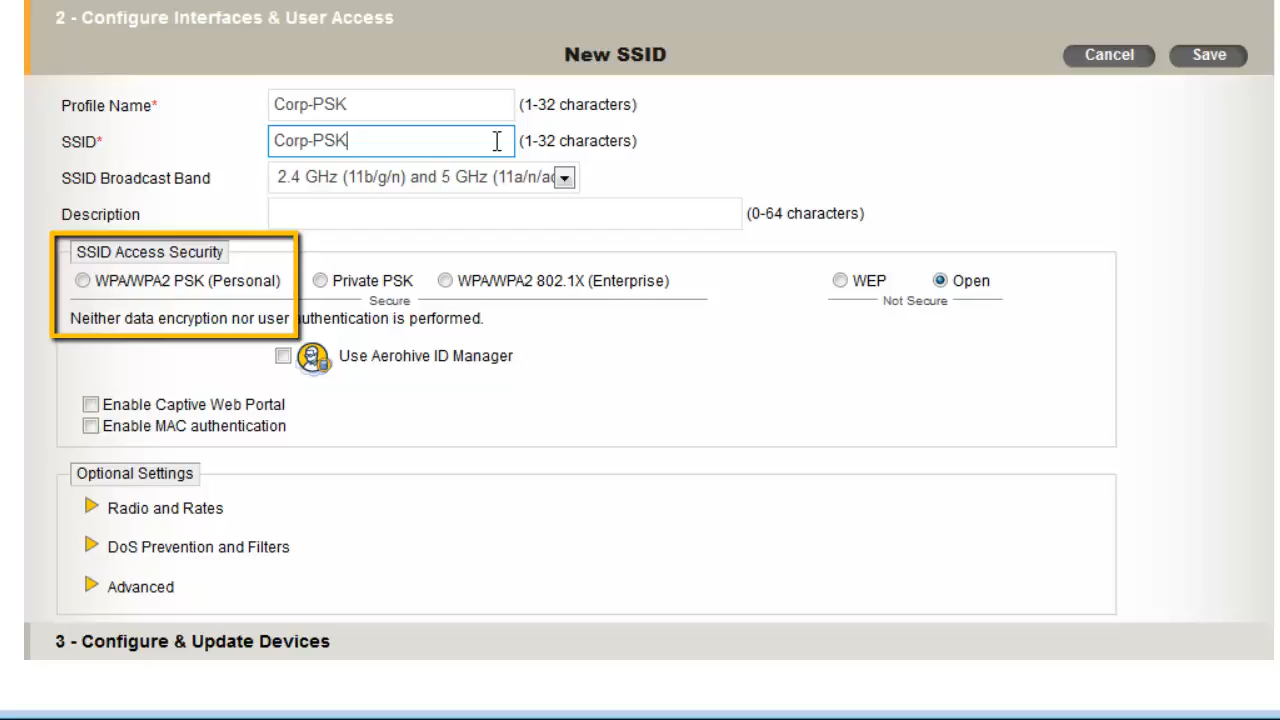 2 - Configure Interfaces & User Access
New SSID
Cancel
Save
Profile Name* Corp-PSK (1-32 characters)
SSID* Corp-PSK (1-32 characters)
SSID Broadcast Band 2.4 GHz (11b/g/n) and 5 GHz (11a/n/ac
Description (0-64 characters)
SSID Access Security
WPA/WPA2 PSK (Personal) Private PSK WPA/WPA2 802.1X (Enterprise) WEP Open
Secure Not Secure
Neither data encryption nor user authentication is performed.
Use Aerohive ID Manager
Enable Captive Web Portal
Enable MAC authentication
Optional Settings
Radio and Rates
DoS Prevention and Filters
Advanced
3 - Configure & Update Devices